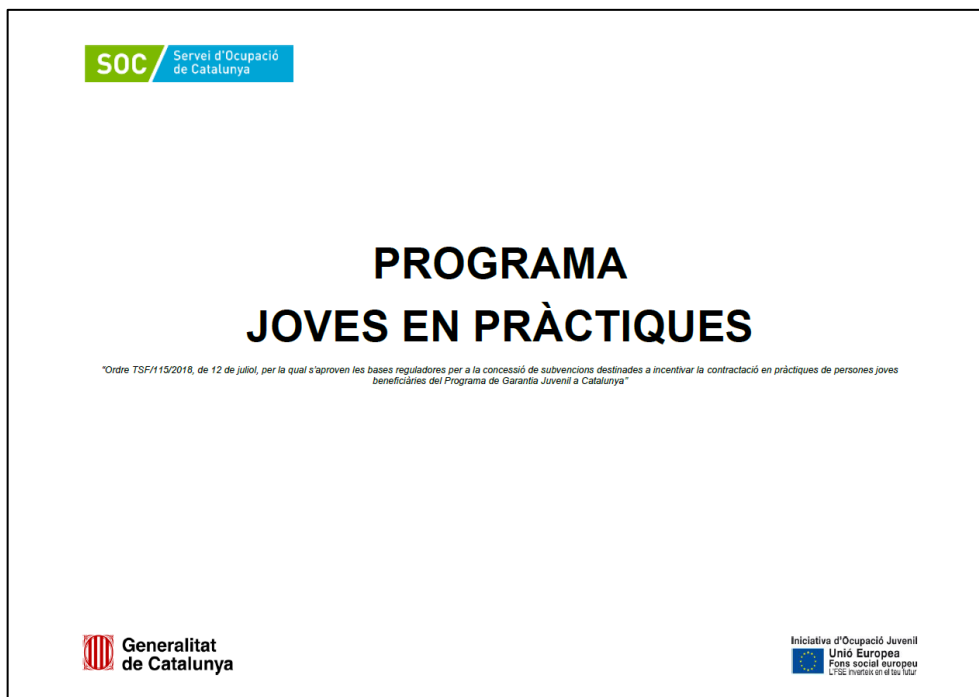 SOC Servei d'Ocupació
de Catalunya
PROGRAMA
JOVES EN PRÀCTIQUES
"Ordre TSF/115/2018, de 12 de juliol, per la qual s'aproven les bases reguladores per a la concessió de subvencions destinades a incentivar la contractació en pràctiques de persones joves
beneficiàries del Programa de Garantia Juvenil a Catalunya"
Generalitat
de Catalunya
Iniciativa d'Ocupació Juvenil
Unió Europea
Fons social europeu
L'FSE inverteix en el teu futur